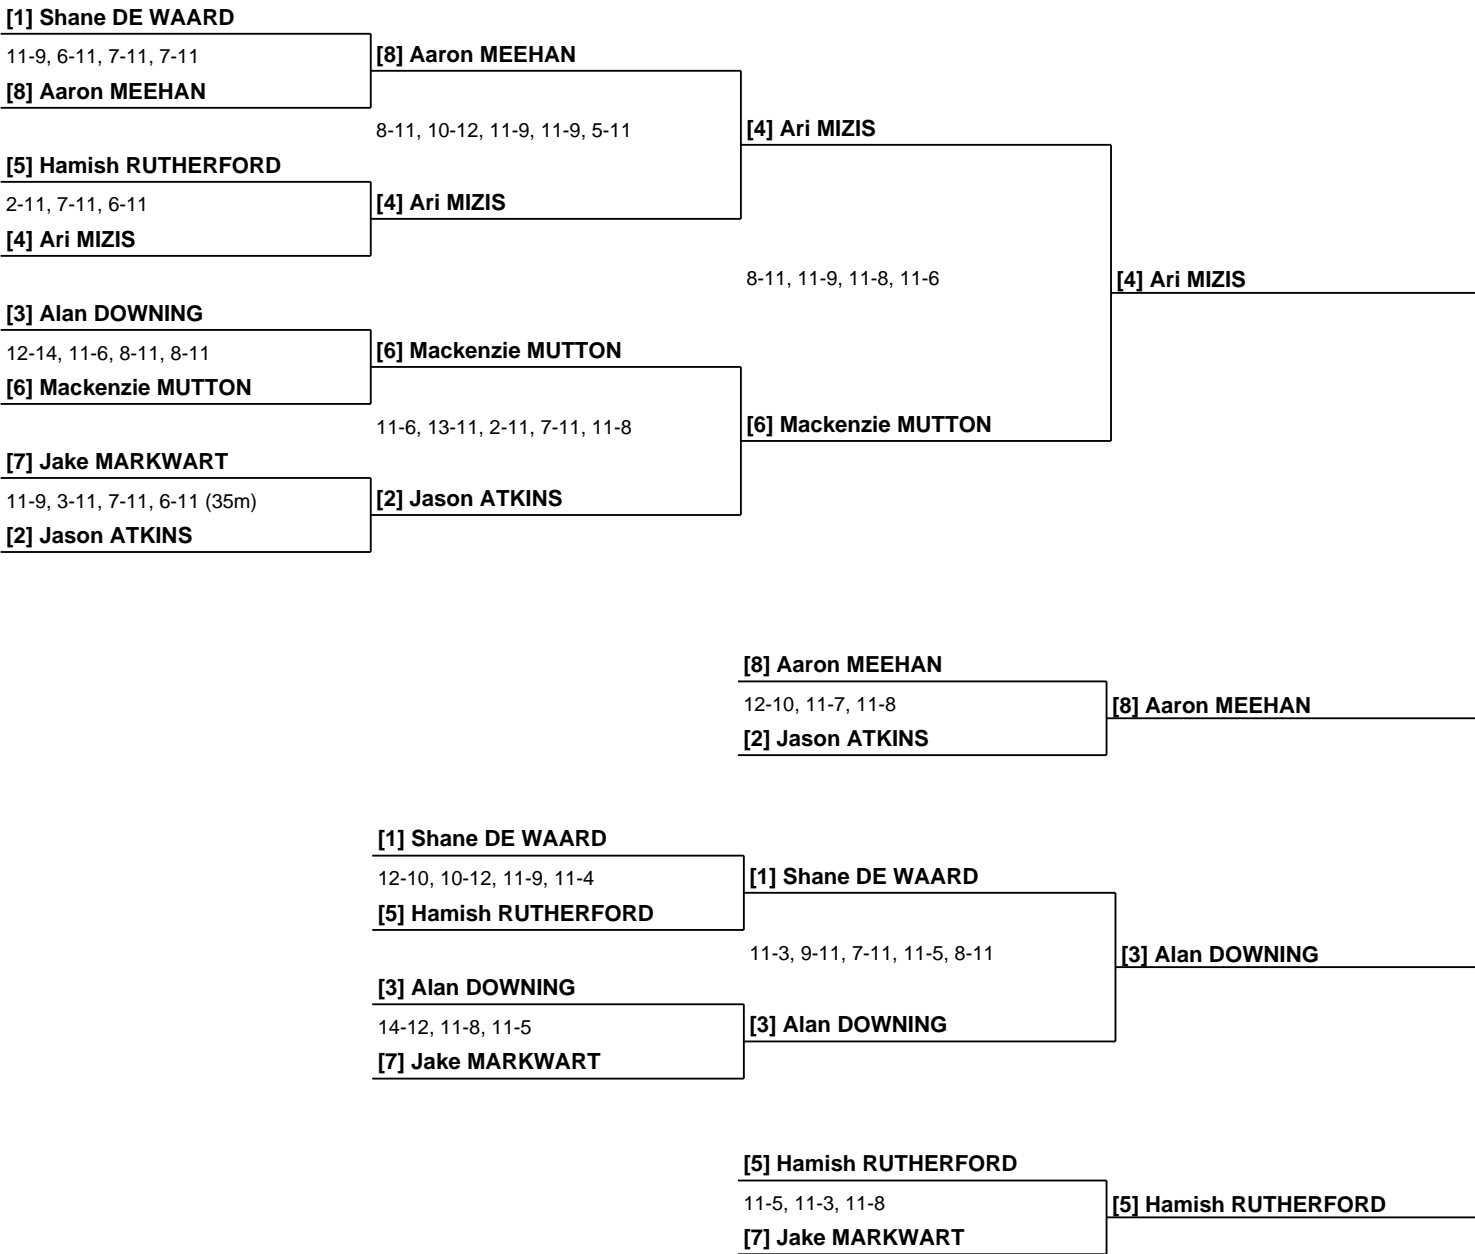 [1] Shane DE WAARD
11-9, 6-11, 7-11, 7-11
[8] Aaron MEEHAN
[8] Aaron MEEHAN
8-11, 10-12, 11-9, 11-9, 5-11
[4] Ari MIZIS
[5] Hamish RUTHERFORD
2-11, 7-11, 6-11
[4] Ari MIZIS
[4] Ari MIZIS
8-11, 11-9, 11-8, 11-6
[4] Ari MIZIS
[3] Alan DOWNING
12-14, 11-6, 8-11, 8-11
[6] Mackenzie MUTTON
[6] Mackenzie MUTTON
11-6, 13-11, 2-11, 7-11, 11-8
[6] Mackenzie MUTTON
[7] Jake MARKWART
11-9, 3-11, 7-11, 6-11 (35m)
[2] Jason ATKINS
[2] Jason ATKINS
[8] Aaron MEEHAN
12-10, 11-7, 11-8
[8] Aaron MEEHAN
[2] Jason ATKINS
[1] Shane DE WAARD
12-10, 10-12, 11-9, 11-4
[1] Shane DE WAARD
[5] Hamish RUTHERFORD
11-3, 9-11, 7-11, 11-5, 8-11
[3] Alan DOWNING
[3] Alan DOWNING
14-12, 11-8, 11-5
[3] Alan DOWNING
[7] Jake MARKWART
[5] Hamish RUTHERFORD
11-5, 11-3, 11-8
[5] Hamish RUTHERFORD
[7] Jake MARKWART